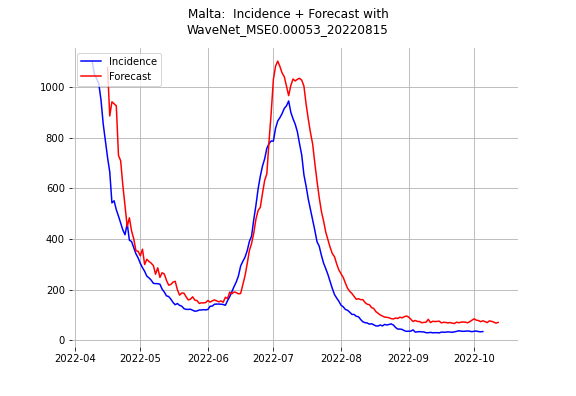 Malta: Incidence + Forecast with
WaveNet_MSE0.00053_20220815
Incidence
Forecast
1000
800
600
400
200
0
2022-04 2022-05 2022-06 2022-07 2022-08 2022-09 2022-10